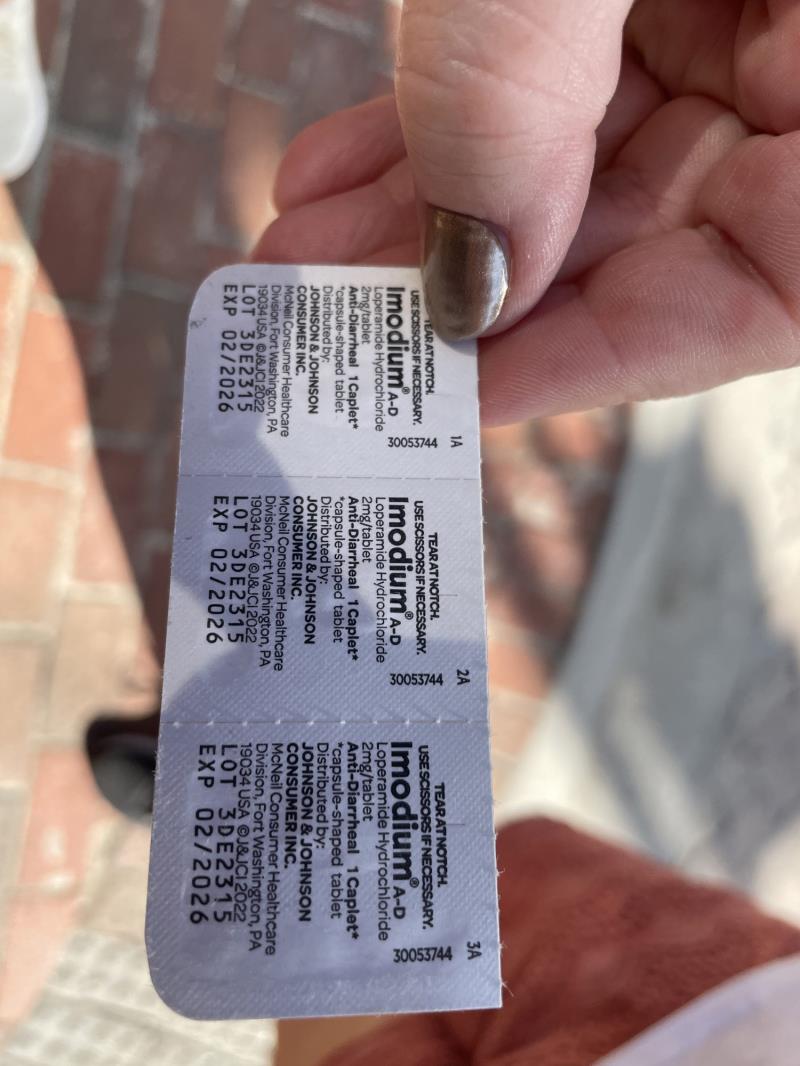 TEAR AT NOTCH.
USE SCISSORS IF NECESSARY.
Imodium® A-D
Loperamide Hydrochloride
2mg/tablet
Anti-Diarrheal 1 Caplet*
*capsule-shaped tablet
Distributed by:
JOHNSON & JOHNSON
CONSUMER INC.
McNeil Consumer Healthcare
Division, Fort Washington, PA
19034 USA ©J&JCI 2022
LOT 3DE2315
EXP 02/2026
30053744
1A
TEAR AT NOTCH.
USE SCISSORS IF NECESSARY.
Imodium® A-D
Loperamide Hydrochloride
2mg/tablet
Anti-Diarrheal 1 Caplet*
*capsule-shaped tablet
Distributed by:
JOHNSON & JOHNSON
CONSUMER INC.
McNeil Consumer Healthcare
Division, Fort Washington, PA
19034 USA ©J&JCI 2022
LOT 3DE2315
EXP 02/2026
30053744
2A
TEAR AT NOTCH.
USE SCISSORS IF NECESSARY.
Imodium® A-D
Loperamide Hydrochloride
2mg/tablet
Anti-Diarrheal 1 Caplet*
*capsule-shaped tablet
Distributed by:
JOHNSON & JOHNSON
CONSUMER INC.
McNeil Consumer Healthcare
Division, Fort Washington, PA
19034 USA ©J&JCI 2022
LOT 3DE2315
EXP 02/2026
30053744
3A